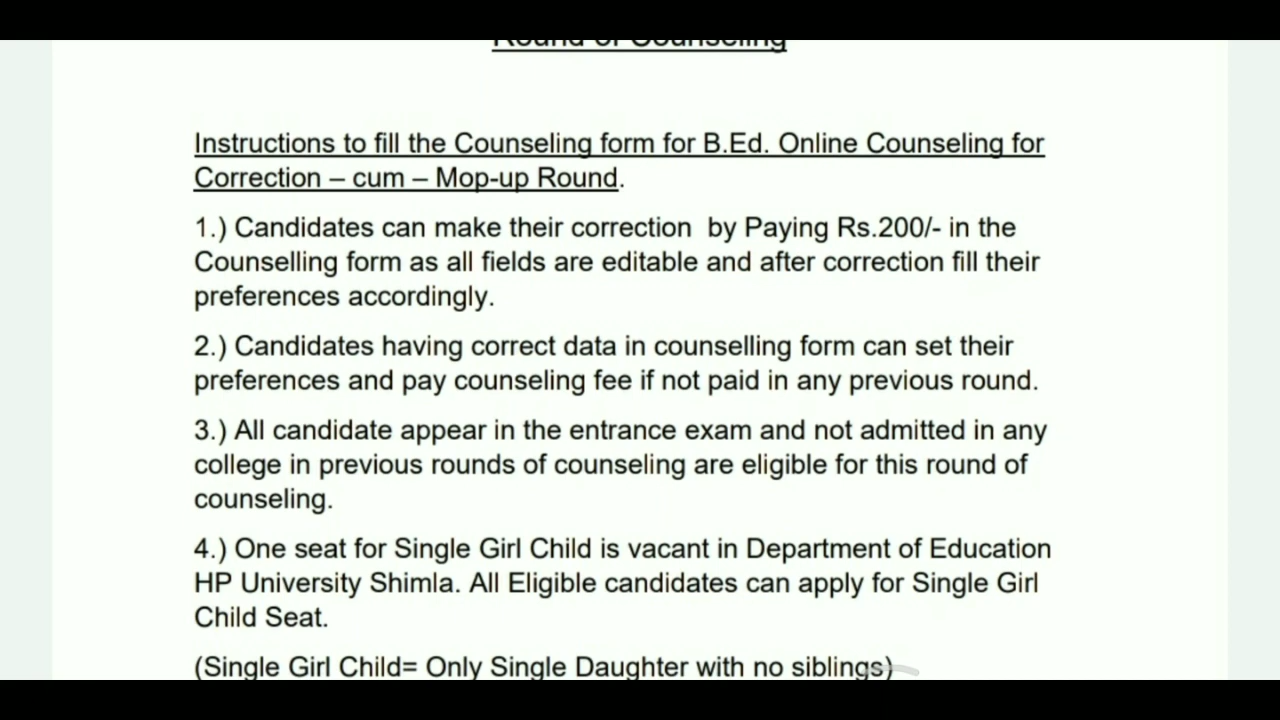 Round of Counseling
Instructions to fill the Counseling form for B.Ed. Online Counseling for
Correction – cum – Mop-up Round.
1.) Candidates can make their correction  by Paying Rs.200/- in the
Counselling form as all fields are editable and after correction fill their
preferences accordingly.
2.) Candidates having correct data in counselling form can set their
preferences and pay counseling fee if not paid in any previous round.
3.) All candidate appear in the entrance exam and not admitted in any
college in previous rounds of counseling are eligible for this round of
counseling.
4.) One seat for Single Girl Child is vacant in Department of Education
HP University Shimla. All Eligible candidates can apply for Single Girl
Child Seat.
(Single Girl Child= Only Single Daughter with no siblings)